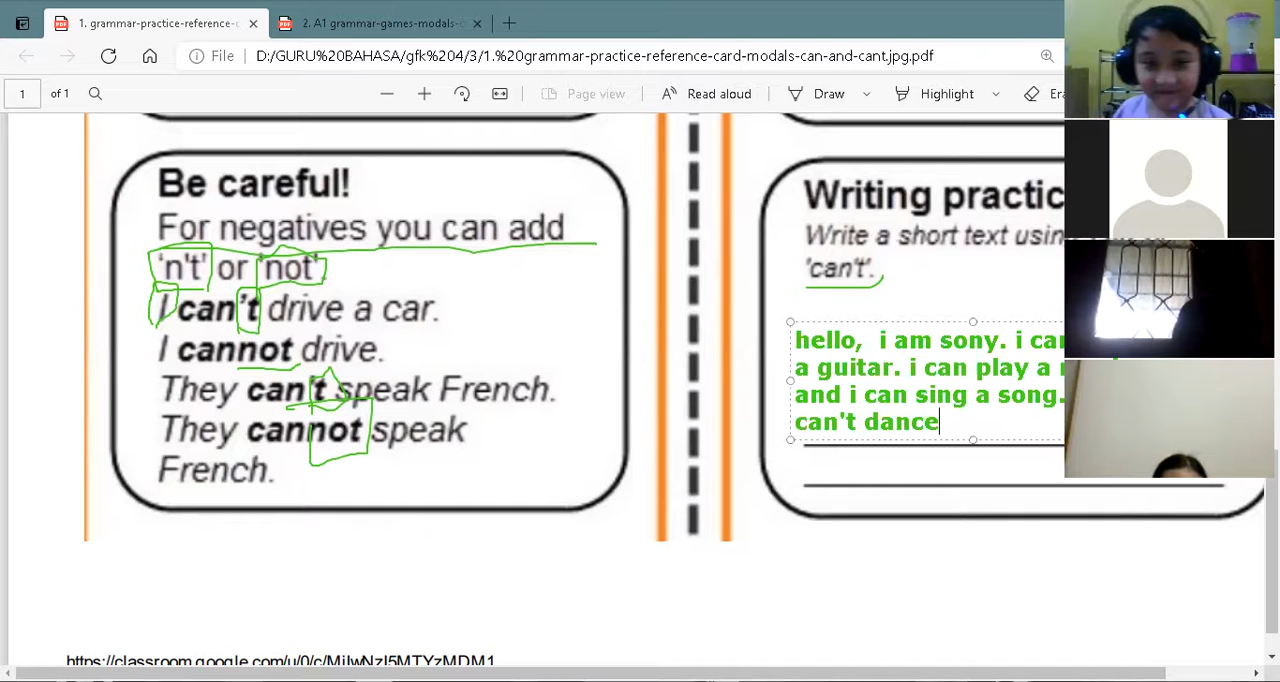 1. grammar-practice-reference-c
2. A1 grammar-games-modals-c
File
D:/GURU%20BAHASA/gfk%204/3/1.%20grammar-practice-reference-card-modals-can-and-cant.jpg.pdf
1 of 1
Page view
Read aloud
Draw
Highlight
Era
Be careful!
For negatives you can add
'n't' or 'not'.
I can't drive a car.
I cannot drive.
They can't speak French.
They cannot speak
French.
Writing practic
Write a short text using
'can't'.
hello, i am sony. i can
a guitar. i can play a
and i can sing a song.
can't dance
https://classroom.google.com/u/0/c/MjIwNzI5MTYzMDM1